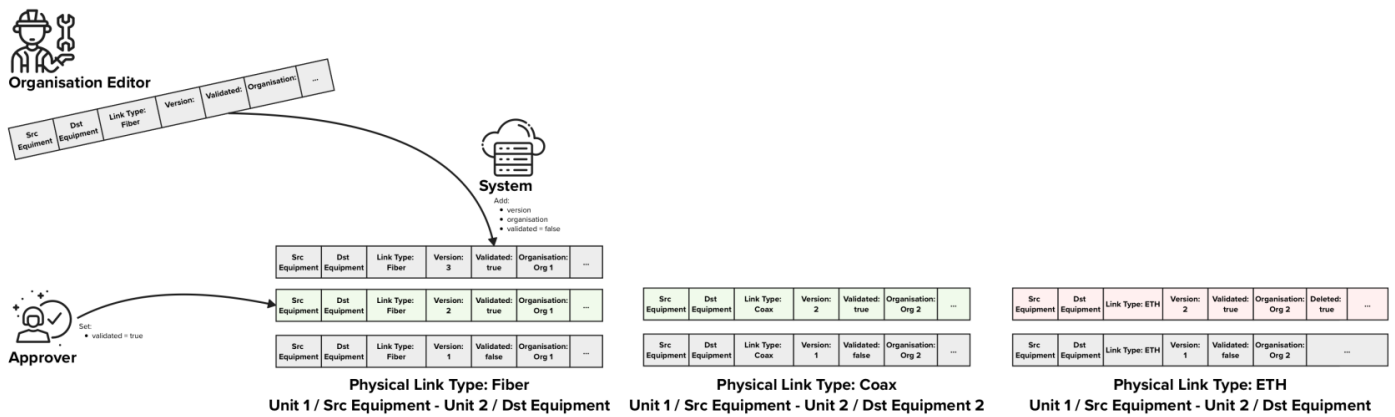 Organisation Editor
Src Equiment
Dst Equipment
Link Type: Fiber
Version:
Validated:
Organisation:
...
System
Add:
• version
• organisation
• validated = false
Src Equipment
Dst Equipment
Link Type: Fiber
Version: 3
Validated: true
Organisation: Org 1
...
Approver
Set:
• validated = true
Src Equipment
Dst Equipment
Link Type: Fiber
Version: 2
Validated: true
Organisation: Org 1
...
Src Equipment
Dst Equipment
Link Type: Fiber
Version: 1
Validated: false
Organisation: Org 1
...
Physical Link Type: Fiber
Unit 1 / Src Equipment - Unit 2 / Dst Equipment
Src Equipment
Dst Equipment
Link Type: Coax
Version: 2
Validated: true
Organisation: Org 2
...
Src Equipment
Dst Equipment
Link Type: Coax
Version: 1
Validated: false
Organisation: Org 2
...
Physical Link Type: Coax
Unit 1 / Src Equipment - Unit 2 / Dst Equipment 2
Src Equipment
Dst Equipment
Link Type: ETH
Version: 2
Validated: true
Organisation: Org 2
Deleted: true
...
Src Equipment
Dst Equipment
Link Type: ETH
Version: 1
Validated: false
Organisation: Org 2
...
Physical Link Type: ETH
Unit 1 / Src Equipment - Unit 2 / Dst Equipment